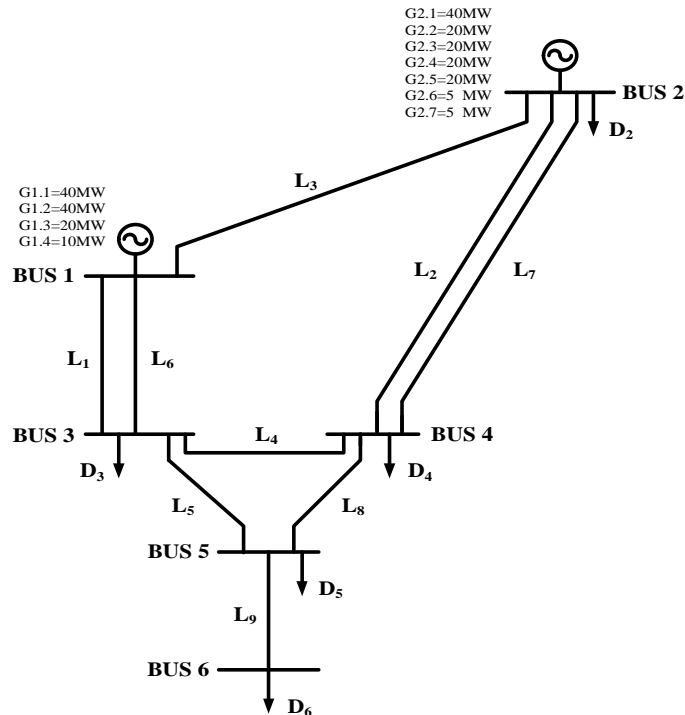 G2.1=40MW
G2.2=20MW
G2.3=20MW
G2.4=20MW
G2.5=20MW
G2.6=5 MW
G2.7=5 MW
BUS 2
D₂
L₃
G1.1=40MW
G1.2=40MW
G1.3=20MW
G1.4=10MW
BUS 1
L₂
L₇
L₁
L₆
BUS 3
L₄
BUS 4
D₃
D₄
L₅
L₈
BUS 5
D₅
L₉
BUS 6
D₆